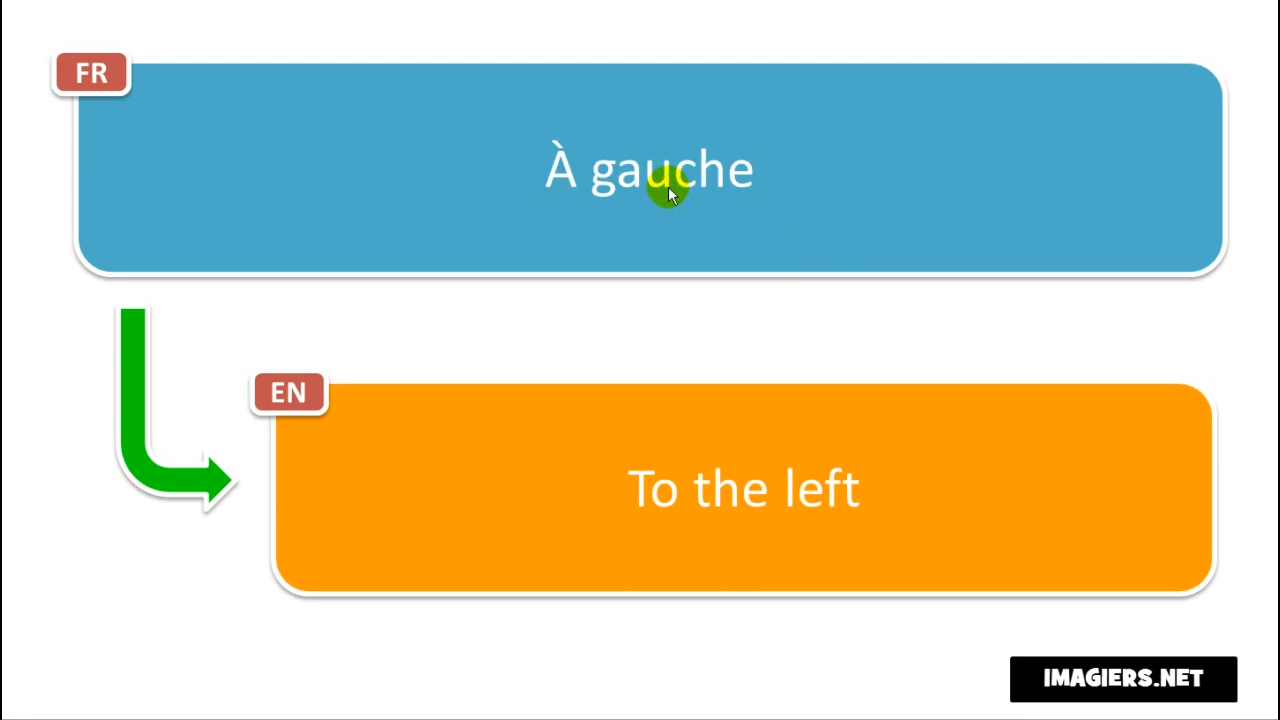 FR
À gauche
EN
To the left
IMAGIERS.NET